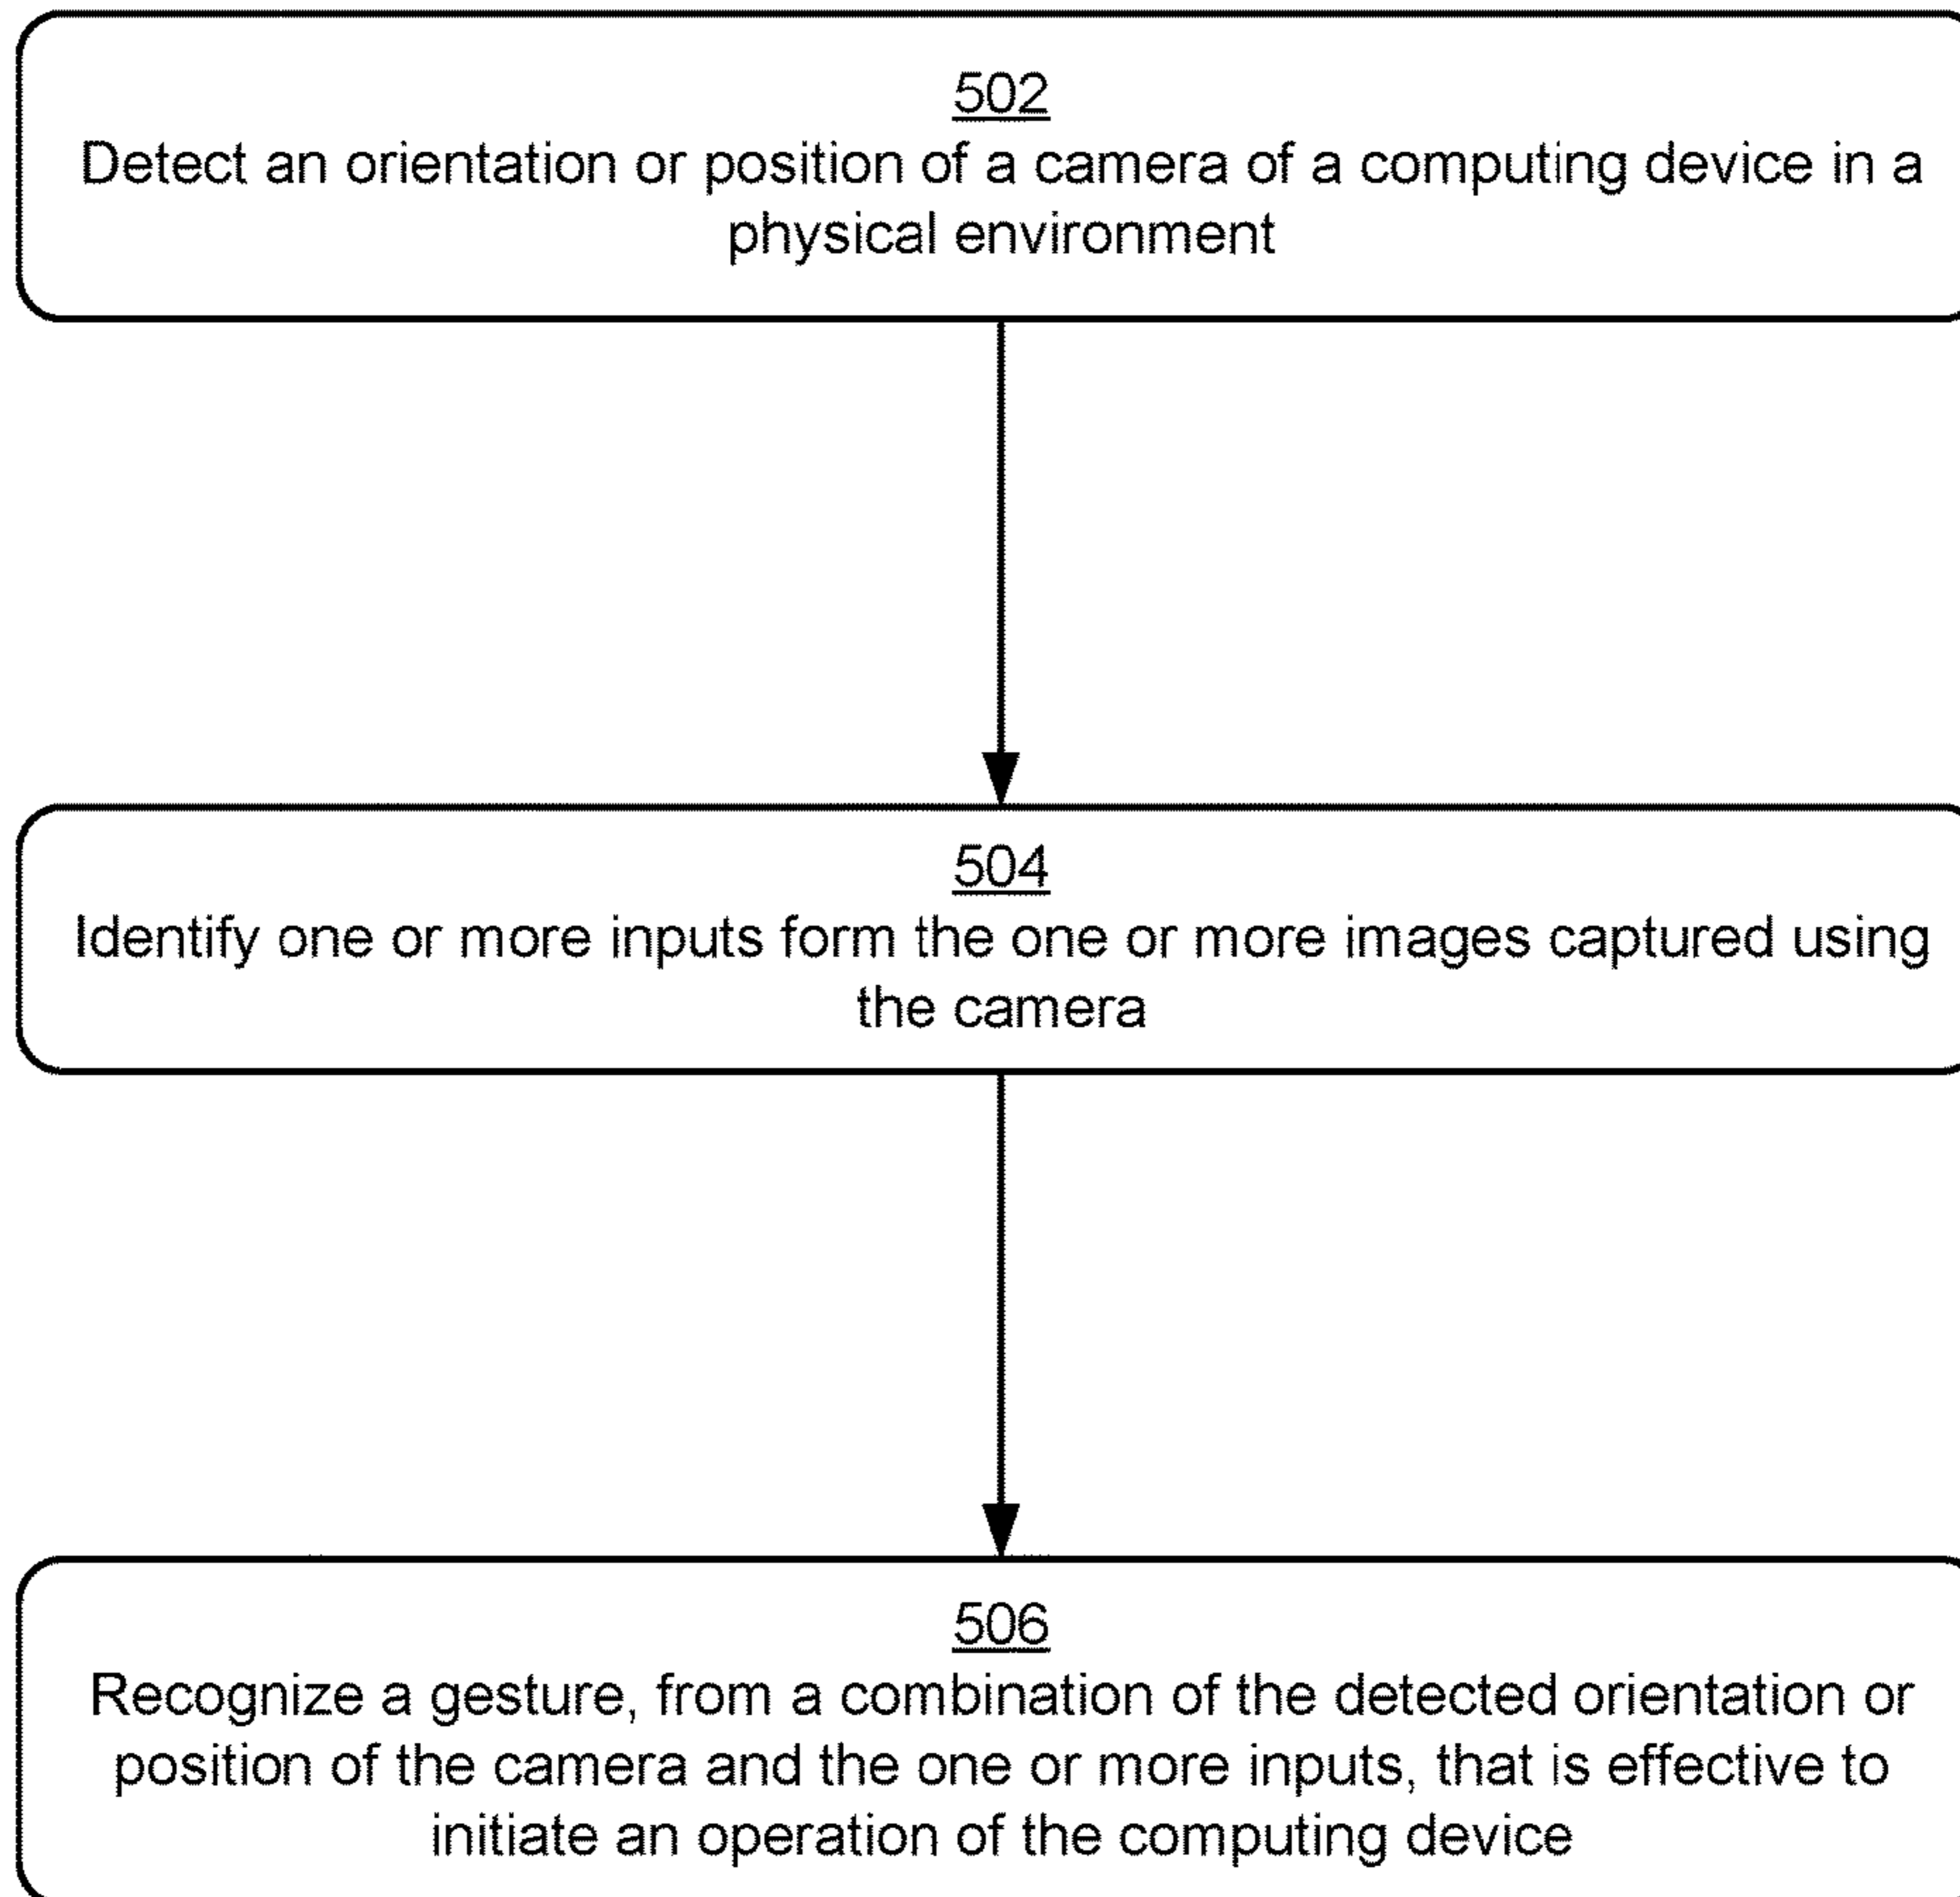 502
Detect an orientation or position of a camera of a computing device in a
physical environment
504
Identify one or more inputs form the one or more images captured using
the camera
506
Recognize a gesture, from a combination of the detected orientation or
position of the camera and the one or more inputs, that is effective to
initiate an operation of the computing device